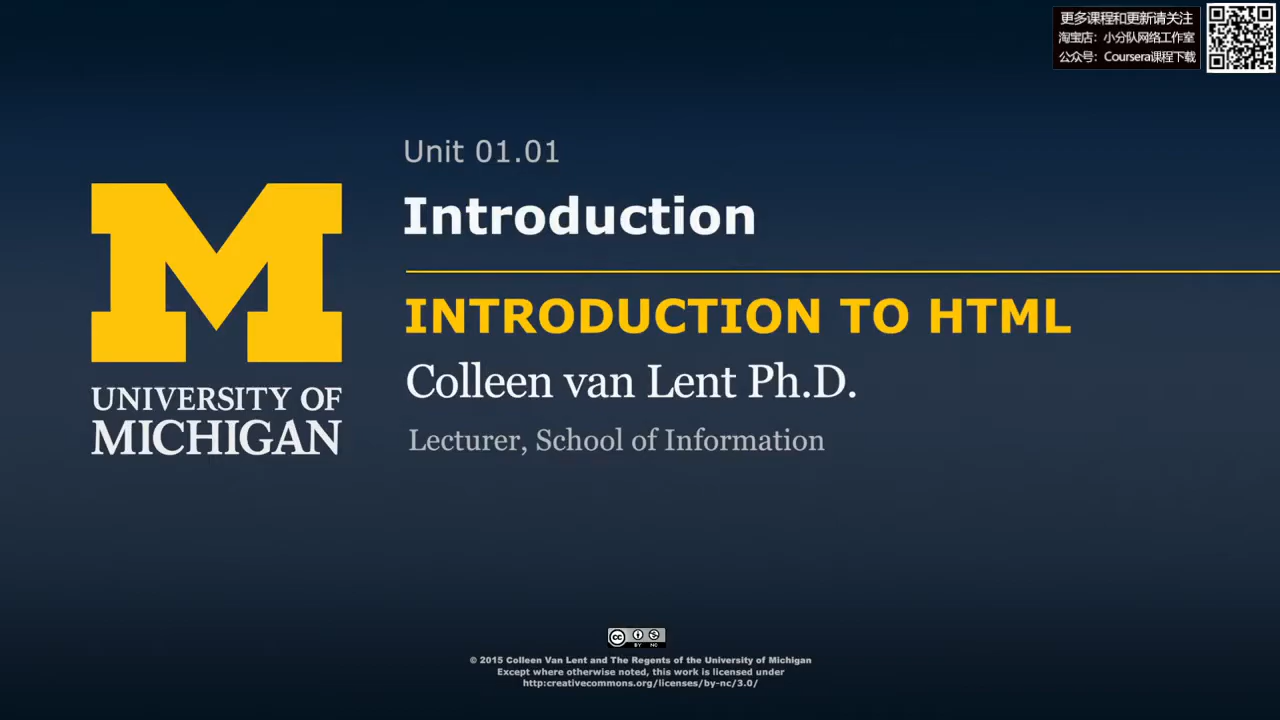 更多课程和更新请关注
淘宝店：小分队网络工作室
公众号：Coursera课程下载
Unit 01.01
Introduction
INTRODUCTION TO HTML
Colleen van Lent Ph.D.
Lecturer, School of Information
M
UNIVERSITY OF
MICHIGAN
cc
BY NC
© 2015 Colleen Van Lent and The Regents of the University of Michigan
Except where otherwise noted, this work is licensed under
http:creativecommons.org/licenses/by-nc/3.0/